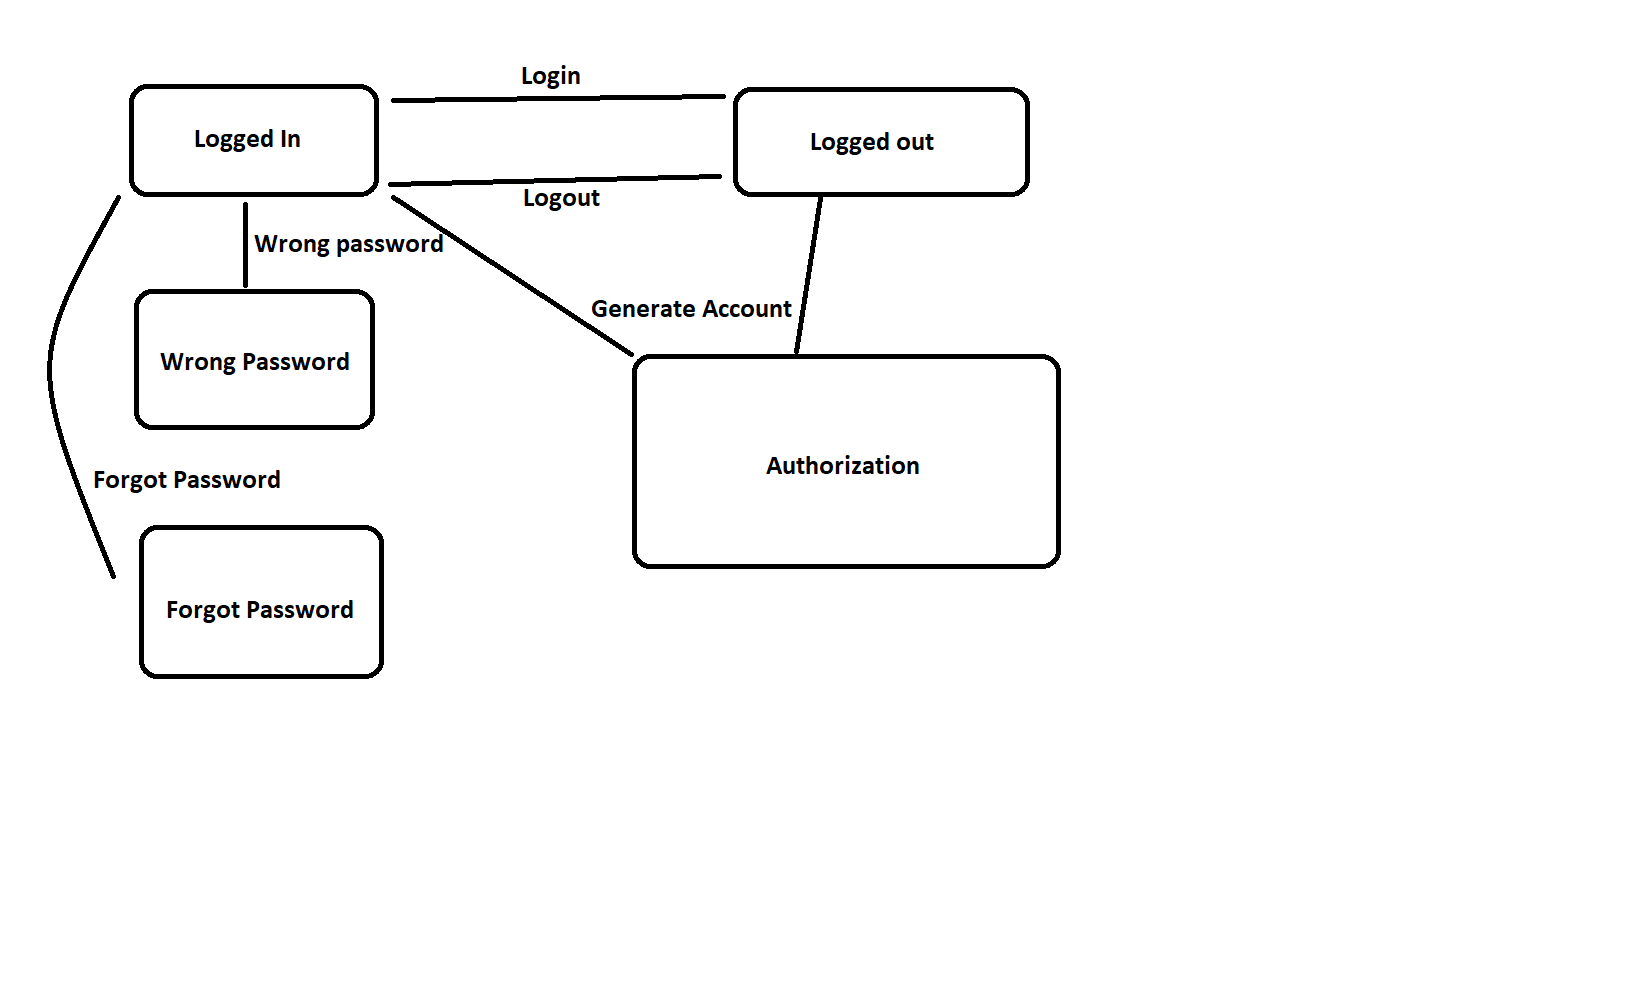 Login
Logged In
Logged out
Logout
Wrong password
Generate Account
Wrong Password
Authorization
Forgot Password
Forgot Password